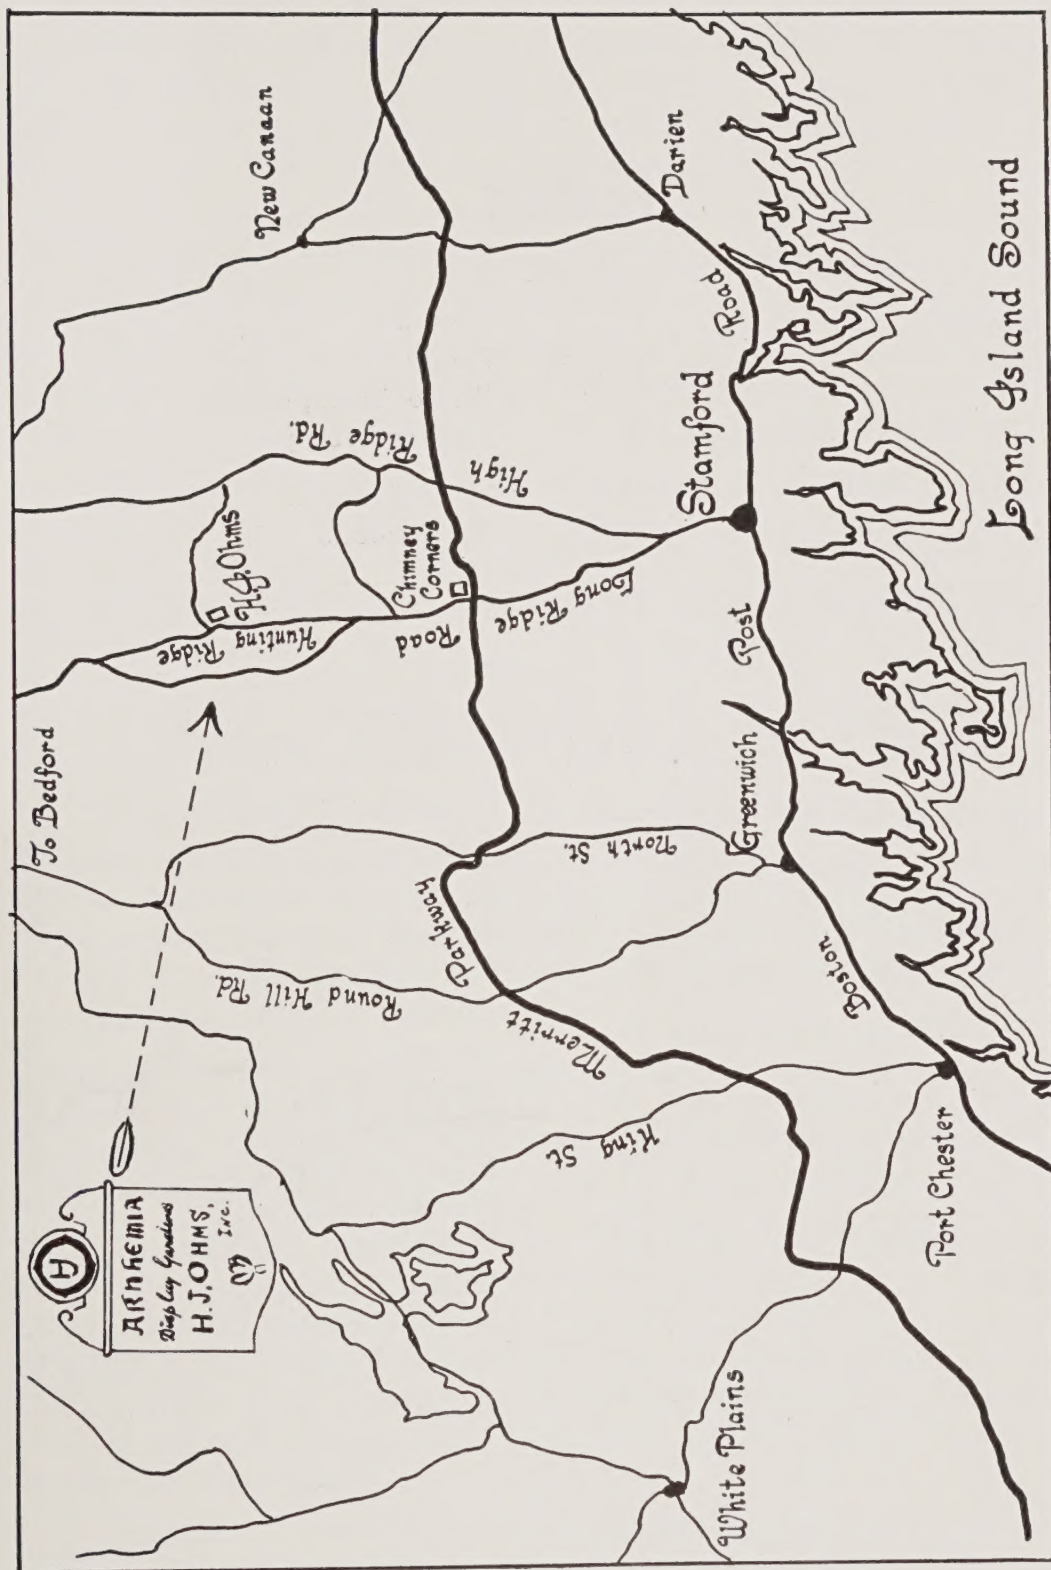 A
ARNHEMIA
Display Gardens
H.J. OHMS,
Inc.
To Bedford
New Canaan
High
Ridge
Rd.
H.J. Ohms
Hunting
Ridge
Chimney
Corners
Long Ridge
Road
Darien
Stamford
Greenwich
North
St.
Round Hill
Rd.
Merritt
Parkway
King
St.
Boston
Post
Road
Port Chester
White Plains
Long Island Sound